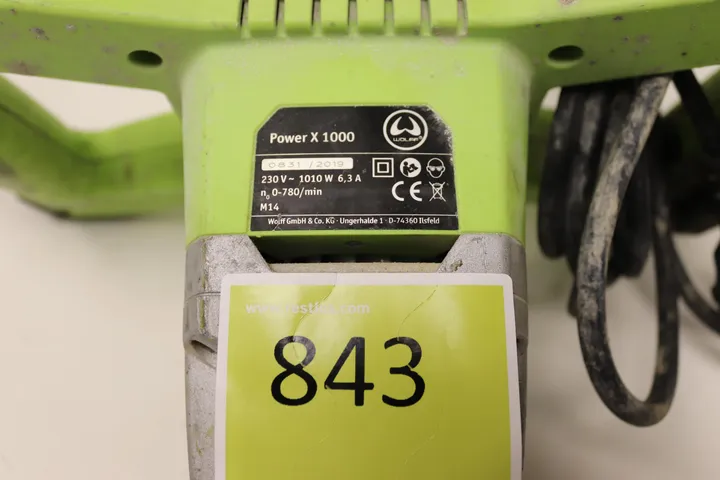 Power X 1000
WOLFF
0831 / 2019
230 V ~ 1010 W 6,3 A
n₀ 0-780/min
M14
CE
Wolff GmbH & Co. KG · Ungerhalde 1 · D-74360 Ilsfeld
843